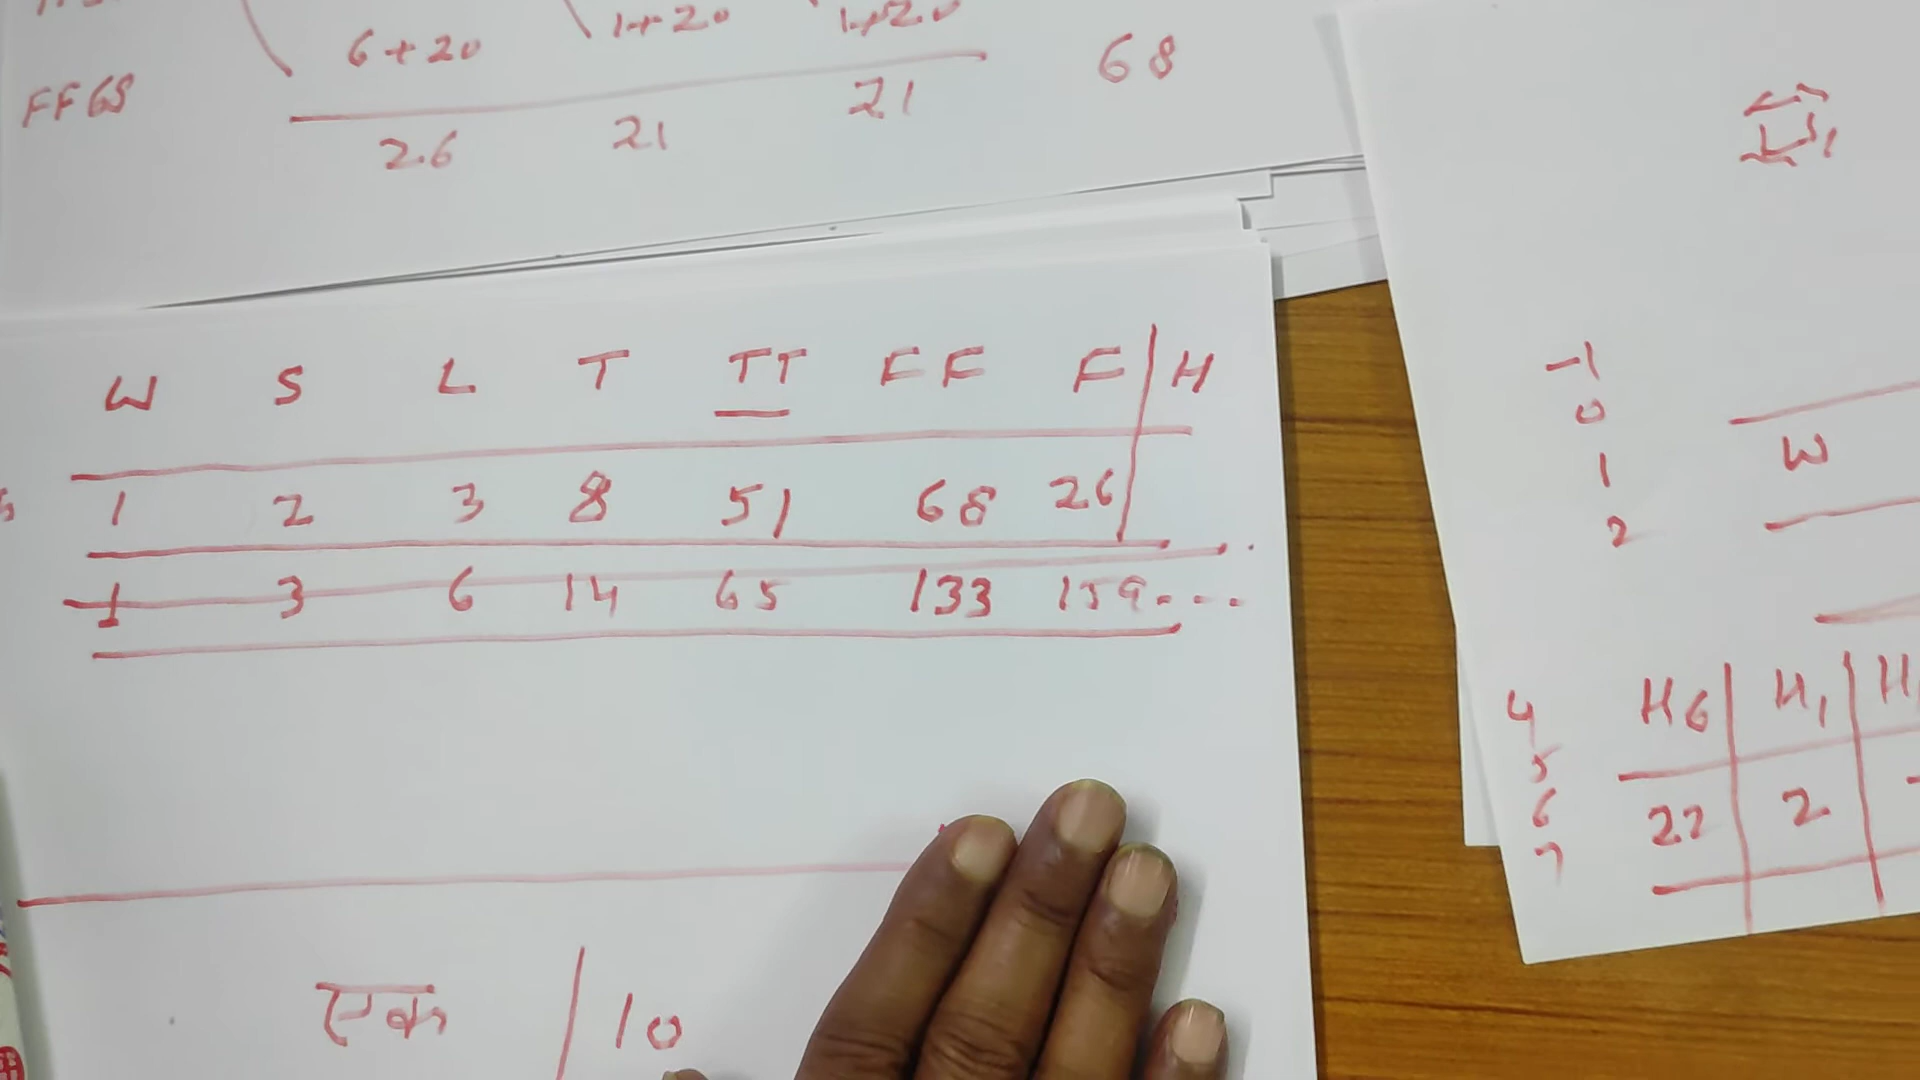 6+20 1+20 1+20
FF68 68
26 21 21
W S L T TT FF F H
1 2 3 8 51 68 26
1 3 6 14 65 133 159...
एक / 10
-1
0
1 W
2
4 H6 H1 H
5
6 22 2
7